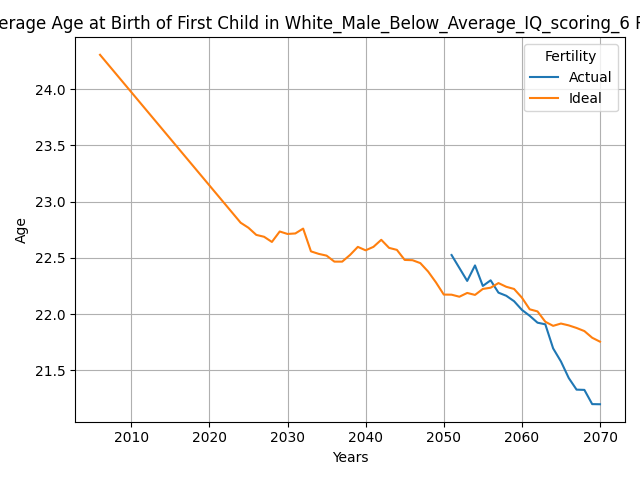 erage Age at Birth of First Child in White_Male_Below_Average_IQ_scoring_6
Fertility
Actual
Ideal
24.0
23.5
23.0
22.5
22.0
21.5
Age
2010 2020 2030 2040 2050 2060 2070
Years